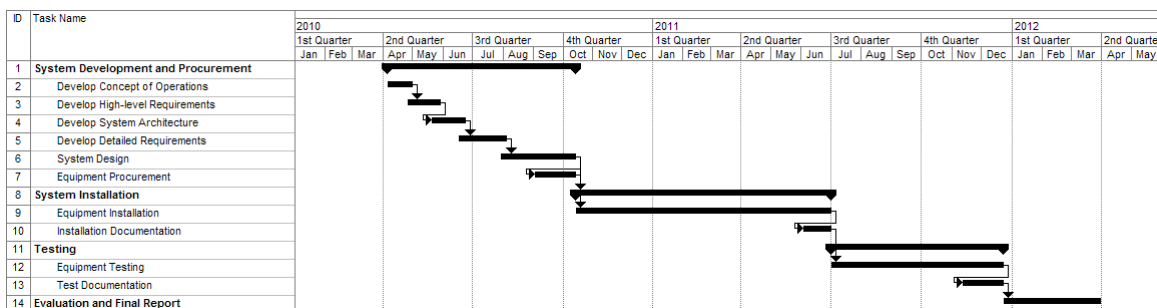 ID Task Name
2010 2011 2012
1st Quarter 2nd Quarter 3rd Quarter 4th Quarter 1st Quarter 2nd Quarter 3rd Quarter 4th Quarter 1st Quarter 2nd Quarte
Jan Feb Mar Apr May Jun Jul Aug Sep Oct Nov Dec Jan Feb Mar Apr May Jun Jul Aug Sep Oct Nov Dec Jan Feb Mar Apr May
1 System Development and Procurement
2 Develop Concept of Operations
3 Develop High-level Requirements
4 Develop System Architecture
5 Develop Detailed Requirements
6 System Design
7 Equipment Procurement
8 System Installation
9 Equipment Installation
10 Installation Documentation
11 Testing
12 Equipment Testing
13 Test Documentation
14 Evaluation and Final Report